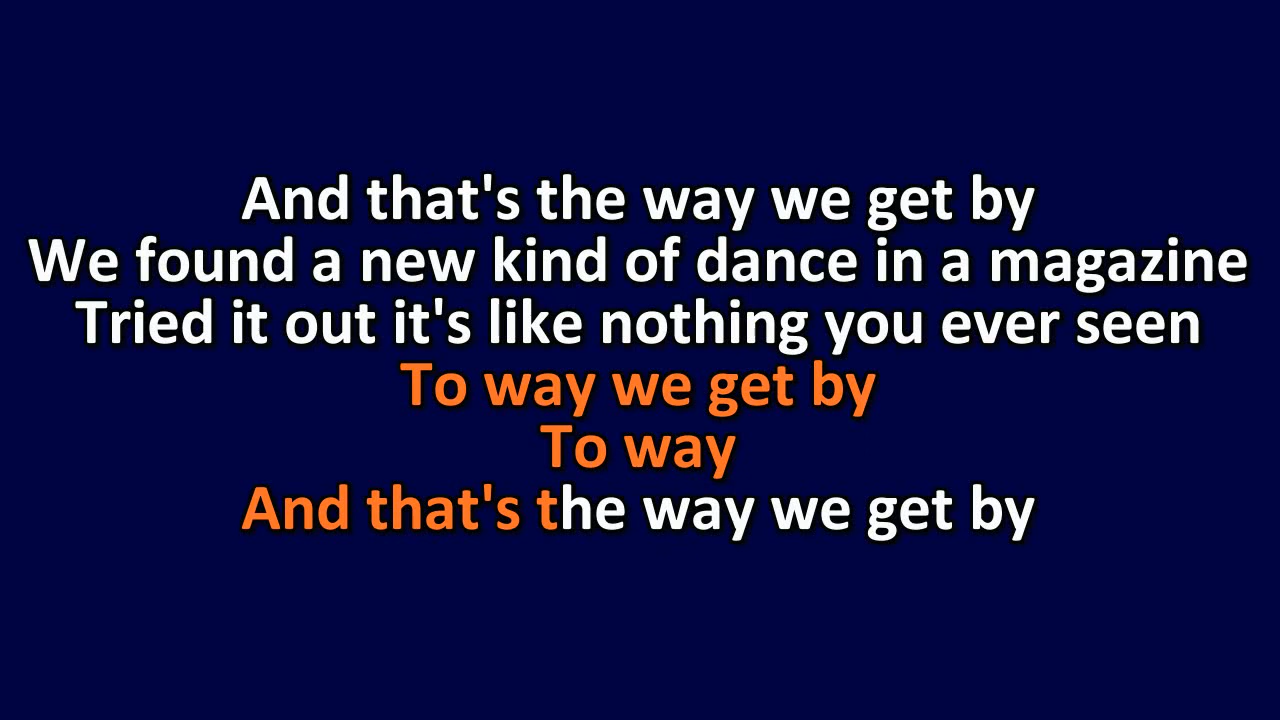 And that's the way we get by
We found a new kind of dance in a magazine
Tried it out it's like nothing you ever seen
To way we get by
To way
And that's the way we get by